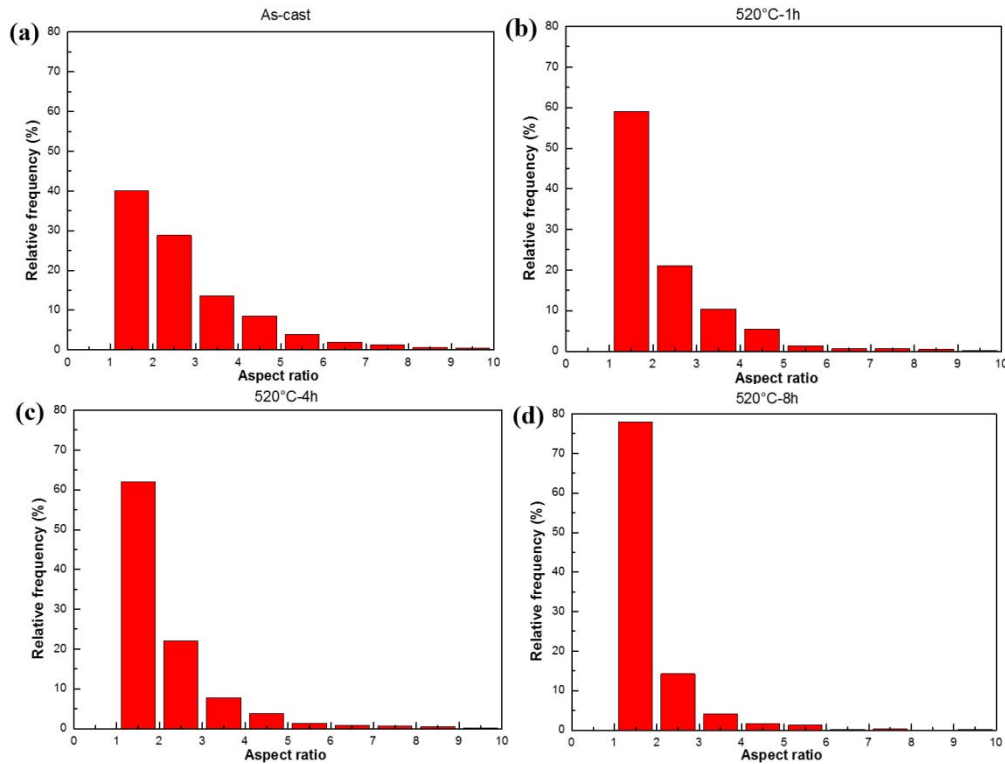 As-cast
(a)
80
70
60
50
40
30
20
10
0
Relative frequency (%)
0 1 2 3 4 5 6 7 8 9 10
Aspect ratio
520°C-1h
(b)
80
70
60
50
40
30
20
10
0
Relative frequency (%)
0 1 2 3 4 5 6 7 8 9 10
Aspect ratio
520°C-4h
(c)
80
70
60
50
40
30
20
10
0
Relative frequency (%)
0 1 2 3 4 5 6 7 8 9 10
Aspect ratio
520°C-8h
(d)
80
70
60
50
40
30
20
10
0
Relative frequency (%)
0 1 2 3 4 5 6 7 8 9 10
Aspect ratio